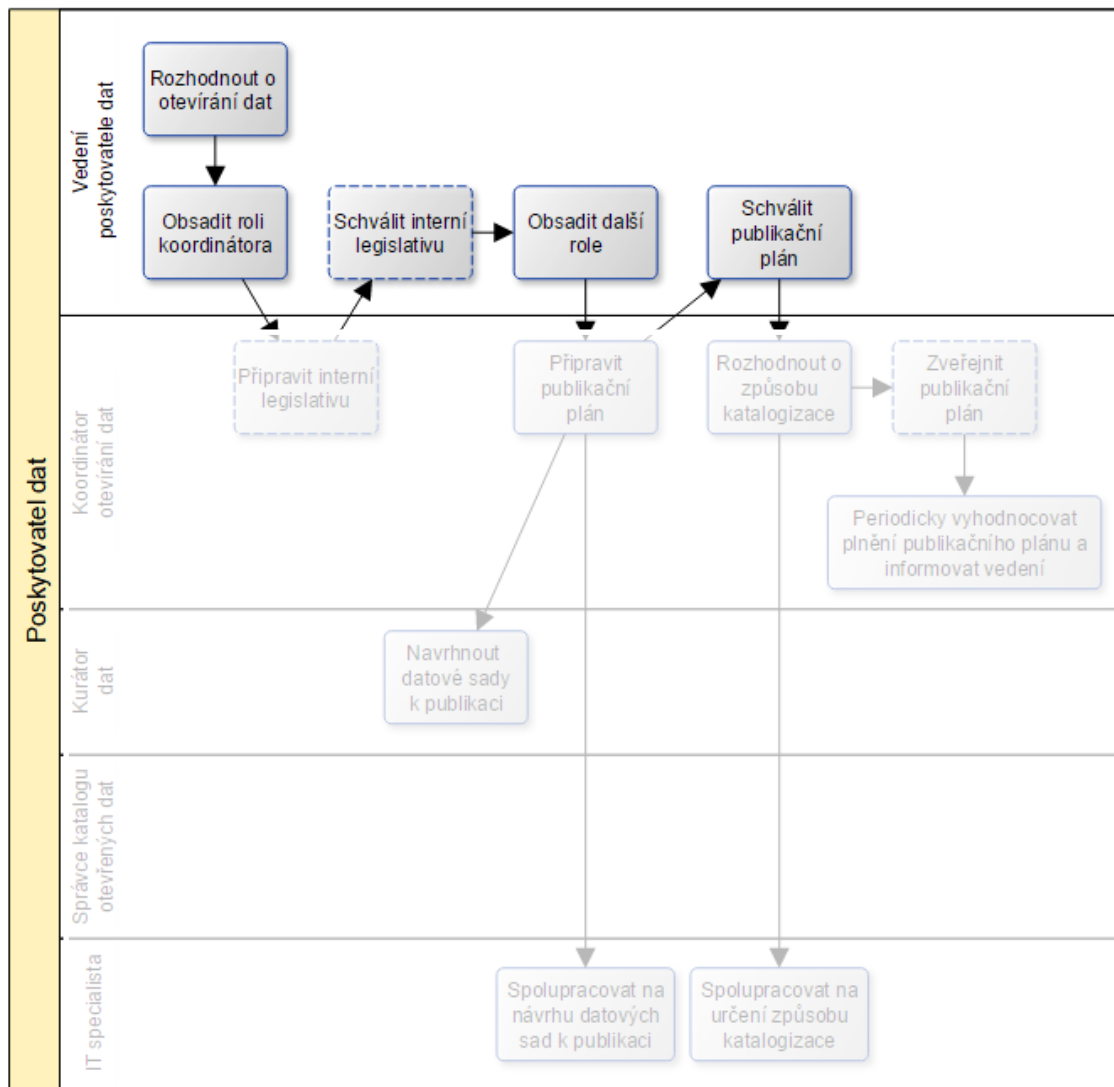 Poskytovatel dat
Vedení
poskytovatele dat
Rozhodnout o
otevírání dat
Obsadit roli
koordinátora
Schválit interní
legislativu
Obsadit další
role
Schválit
publikační
plán
Koordinátor
otevírání dat
Připravit interní
legislativu
Připravit
publikační
plán
Rozhodnout o
způsobu
katalogizace
Zveřejnit
publikační
plán
Periodicky vyhodnocovat
plnění publikačního plánu a
informovat vedení
Kurátor
dat
Navrhnout
datové sady
k publikaci
Správce katalogu
otevřených dat
IT specialista
Spolupracovat na
návrhu datových
sad k publikaci
Spolupracovat na
určení způsobu
katalogizace